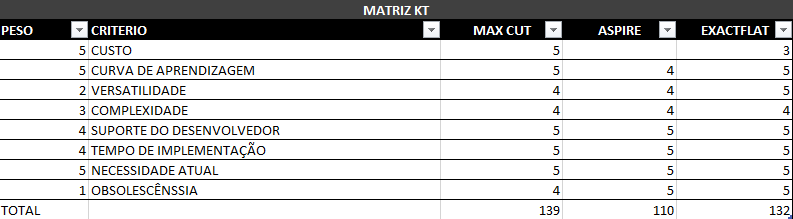 MATRIZ KT
PESO CRITERIO MAX CUT ASPIRE EXACTFLAT
5 CUSTO 5 3
5 CURVA DE APRENDIZAGEM 5 4 5
2 VERSATILIDADE 4 4 5
3 COMPLEXIDADE 4 4 4
4 SUPORTE DO DESENVOLVEDOR 5 5 5
4 TEMPO DE IMPLEMENTAÇÃO 5 5 5
5 NECESSIDADE ATUAL 5 5 5
1 OBSOLESCÊNSSIA 4 5 5
TOTAL 139 110 132